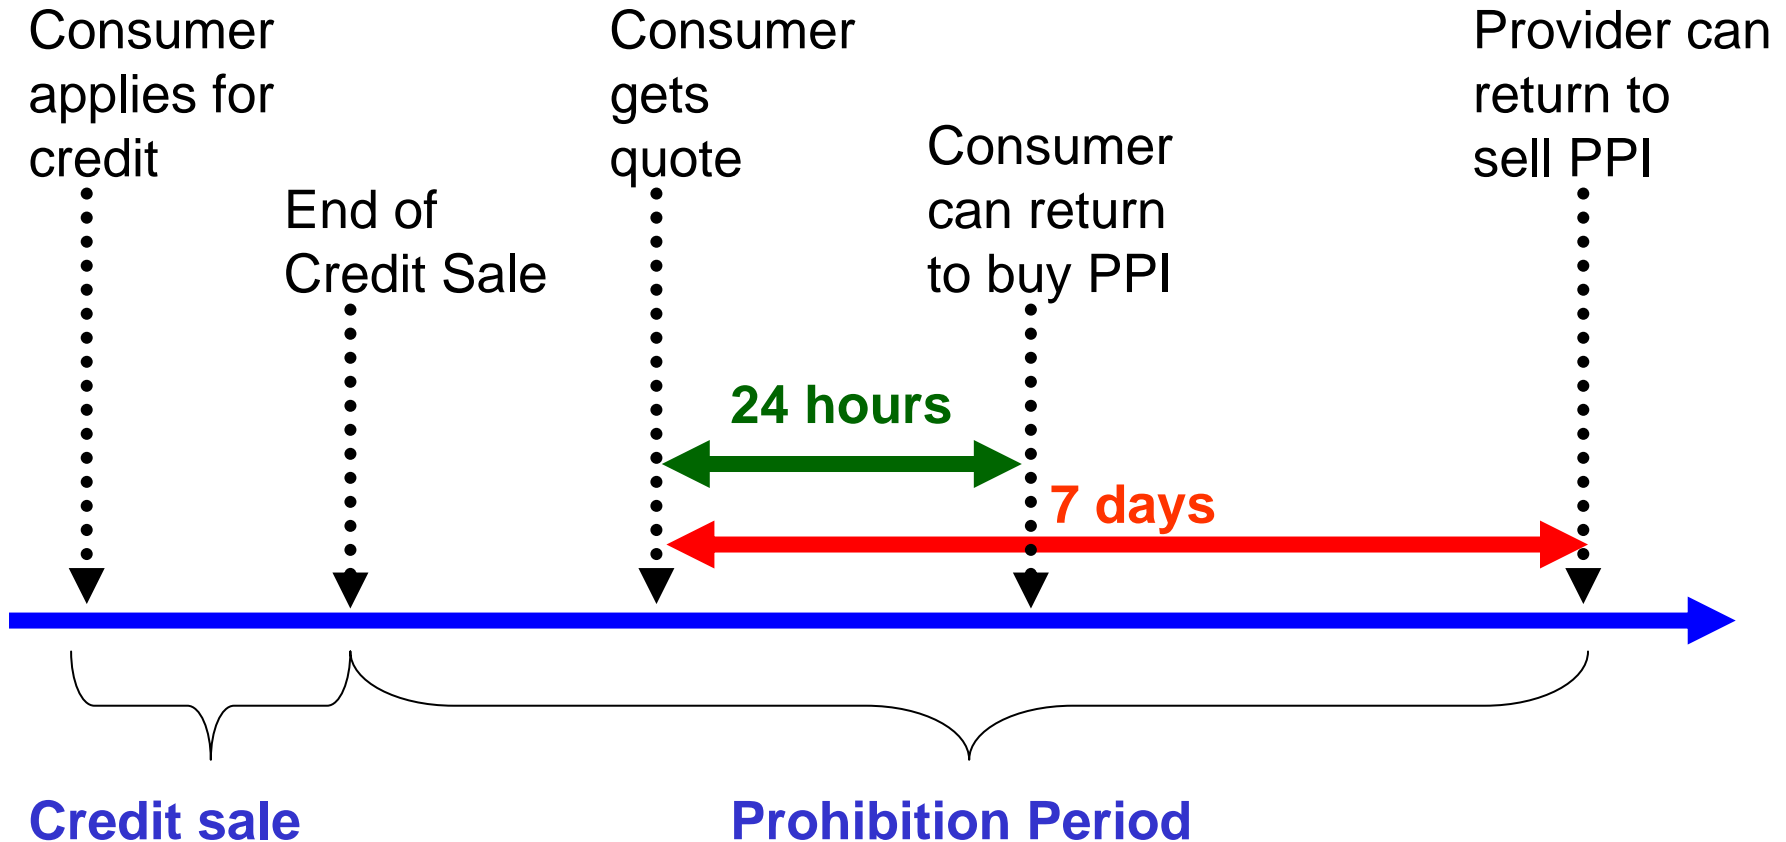 Consumer
applies for
credit
End of
Credit Sale
Consumer
gets
quote
Consumer
can return
to buy PPI
Provider can
return to
sell PPI
24 hours
7 days
Credit sale
Prohibition Period